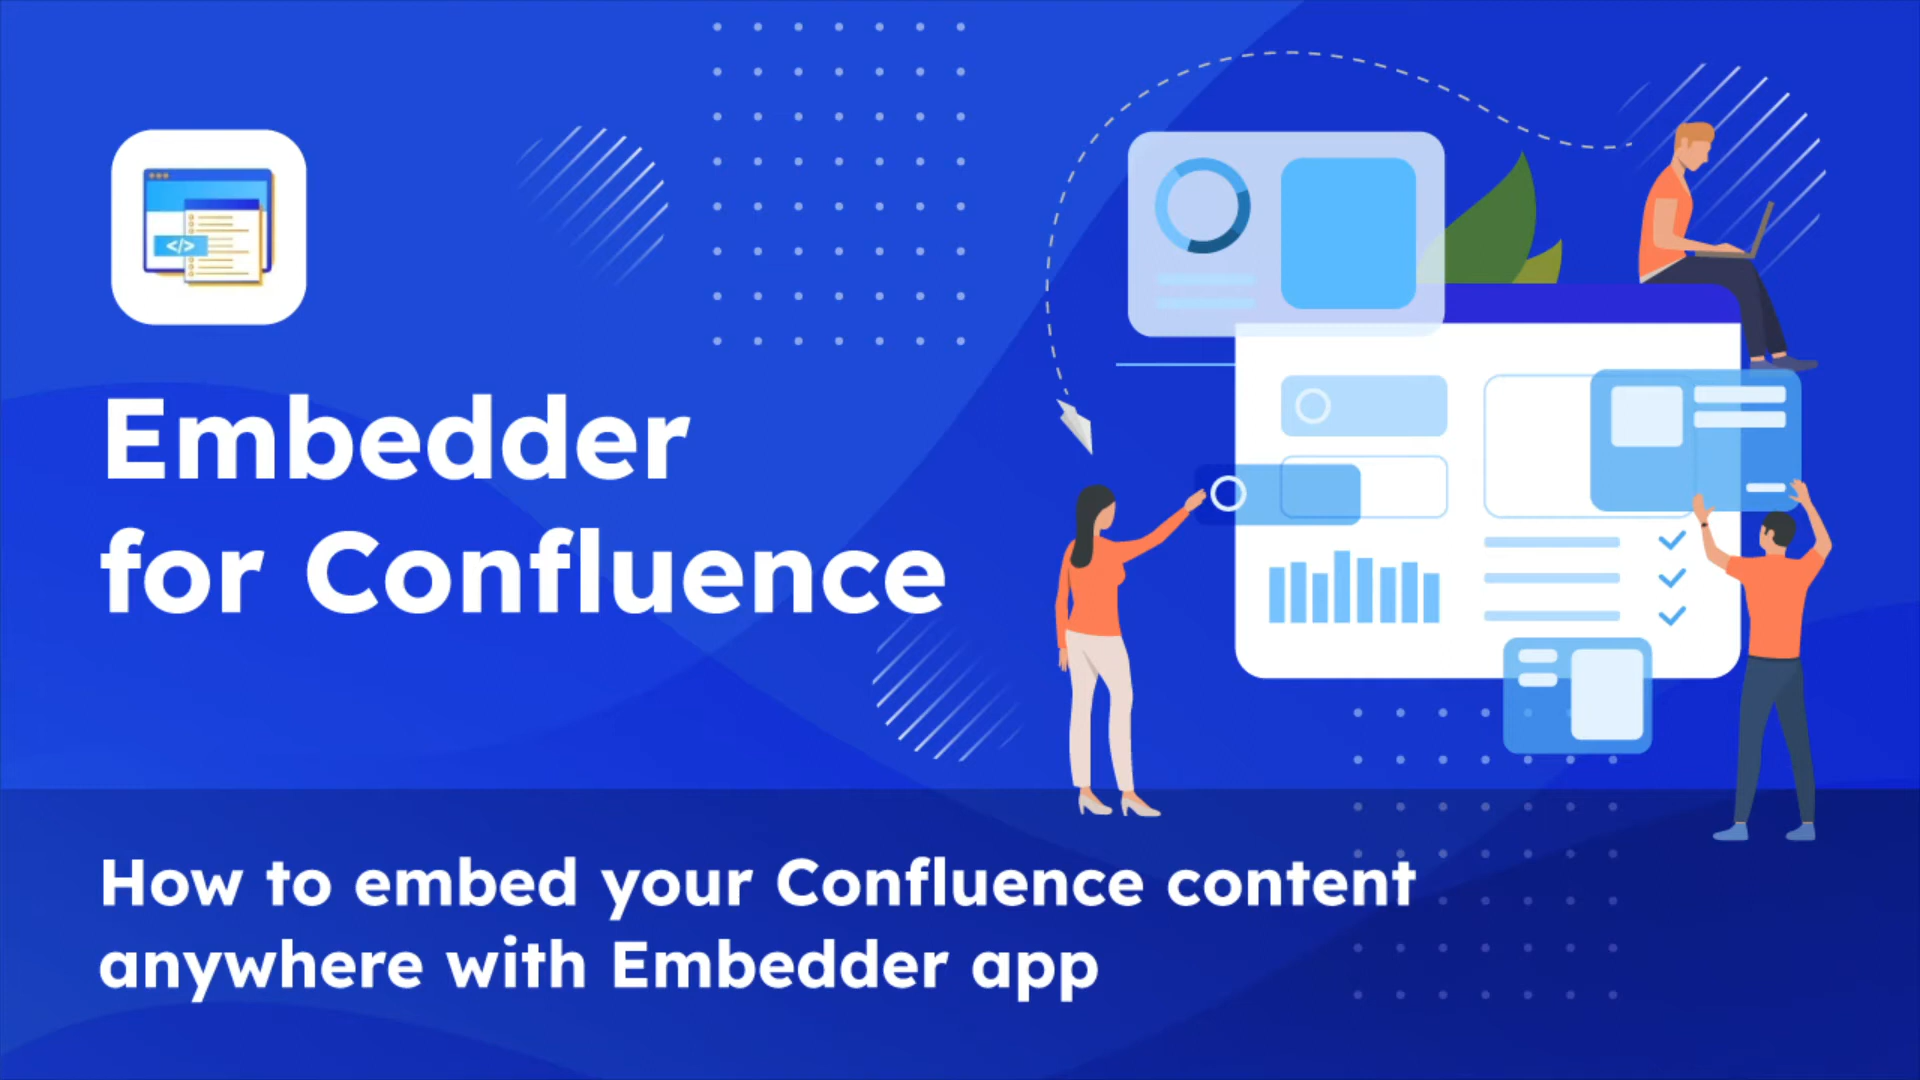 </>
Embedder
for Confluence
How to embed your Confluence content
anywhere with Embedder app